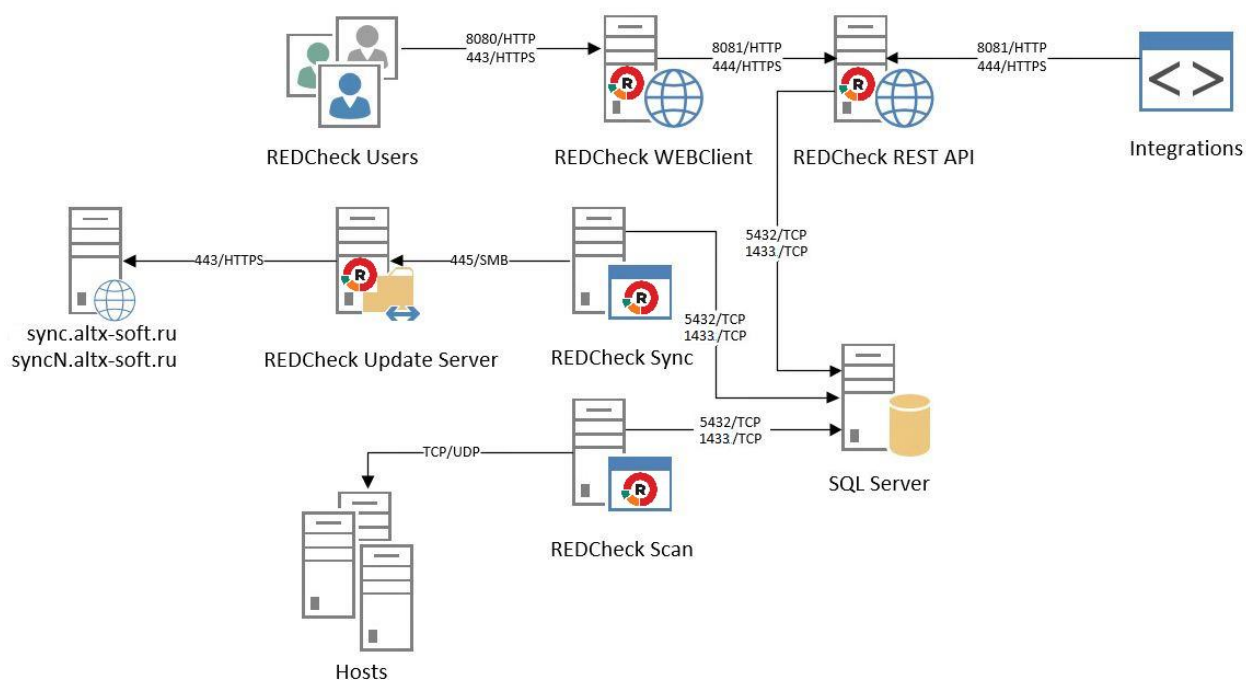 8080/HTTP
443/HTTPS
8081/HTTP
444/HTTPS
8081/HTTP
444/HTTPS
R
R
REDCheck Users
REDCheck WEBClient
REDCheck REST API
Integrations
5432/TCP
1433/TCP
443/HTTPS
445/SMB
R
R
sync.altx-soft.ru
syncN.altx-soft.ru
REDCheck Update Server
REDCheck Sync
5432/TCP
1433/TCP
5432/TCP
1433/TCP
TCP/UDP
R
SQL Server
REDCheck Scan
Hosts